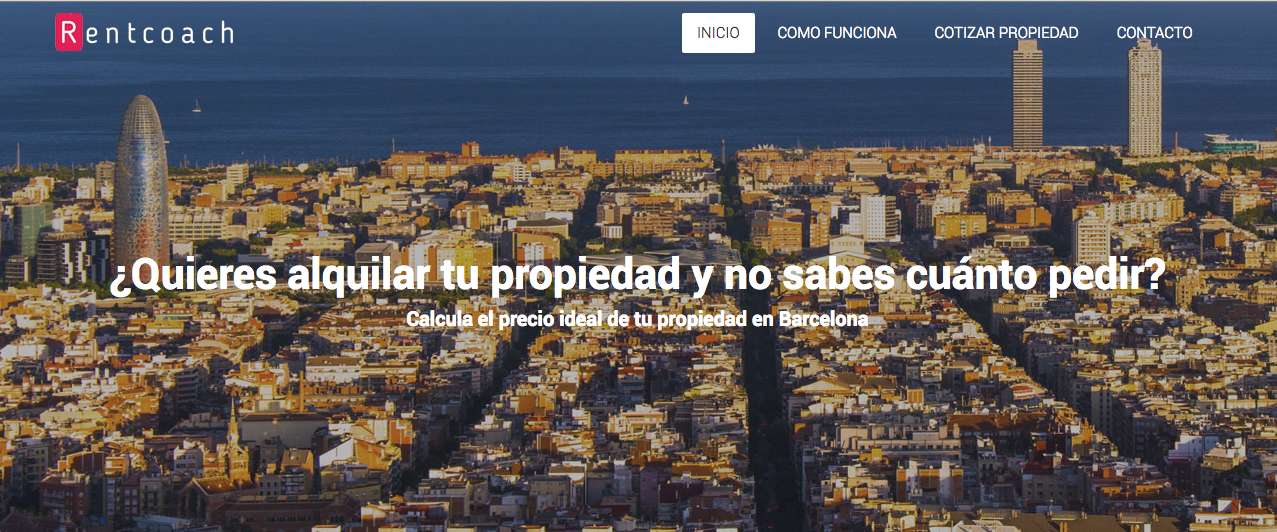 Rentcoach
INICIO
COMO FUNCIONA
COTIZAR PROPIEDAD
CONTACTO
¿Quieres alquilar tu propiedad y no sabes cuánto pedir?
Calcula el precio ideal de tu propiedad en Barcelona